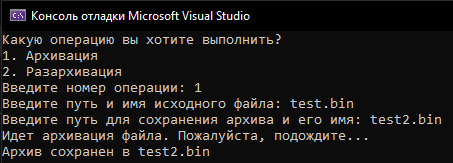 Консоль отладки Microsoft Visual Studio
Какую операцию вы хотите выполнить?
1. Архивация
2. Разархивация
Введите номер операции: 1
Введите путь и имя исходного файла: test.bin
Введите путь для сохранения архива и его имя: test2.bin
Идет архивация файла. Пожалуйста, подождите...
Архив сохранен в test2.bin